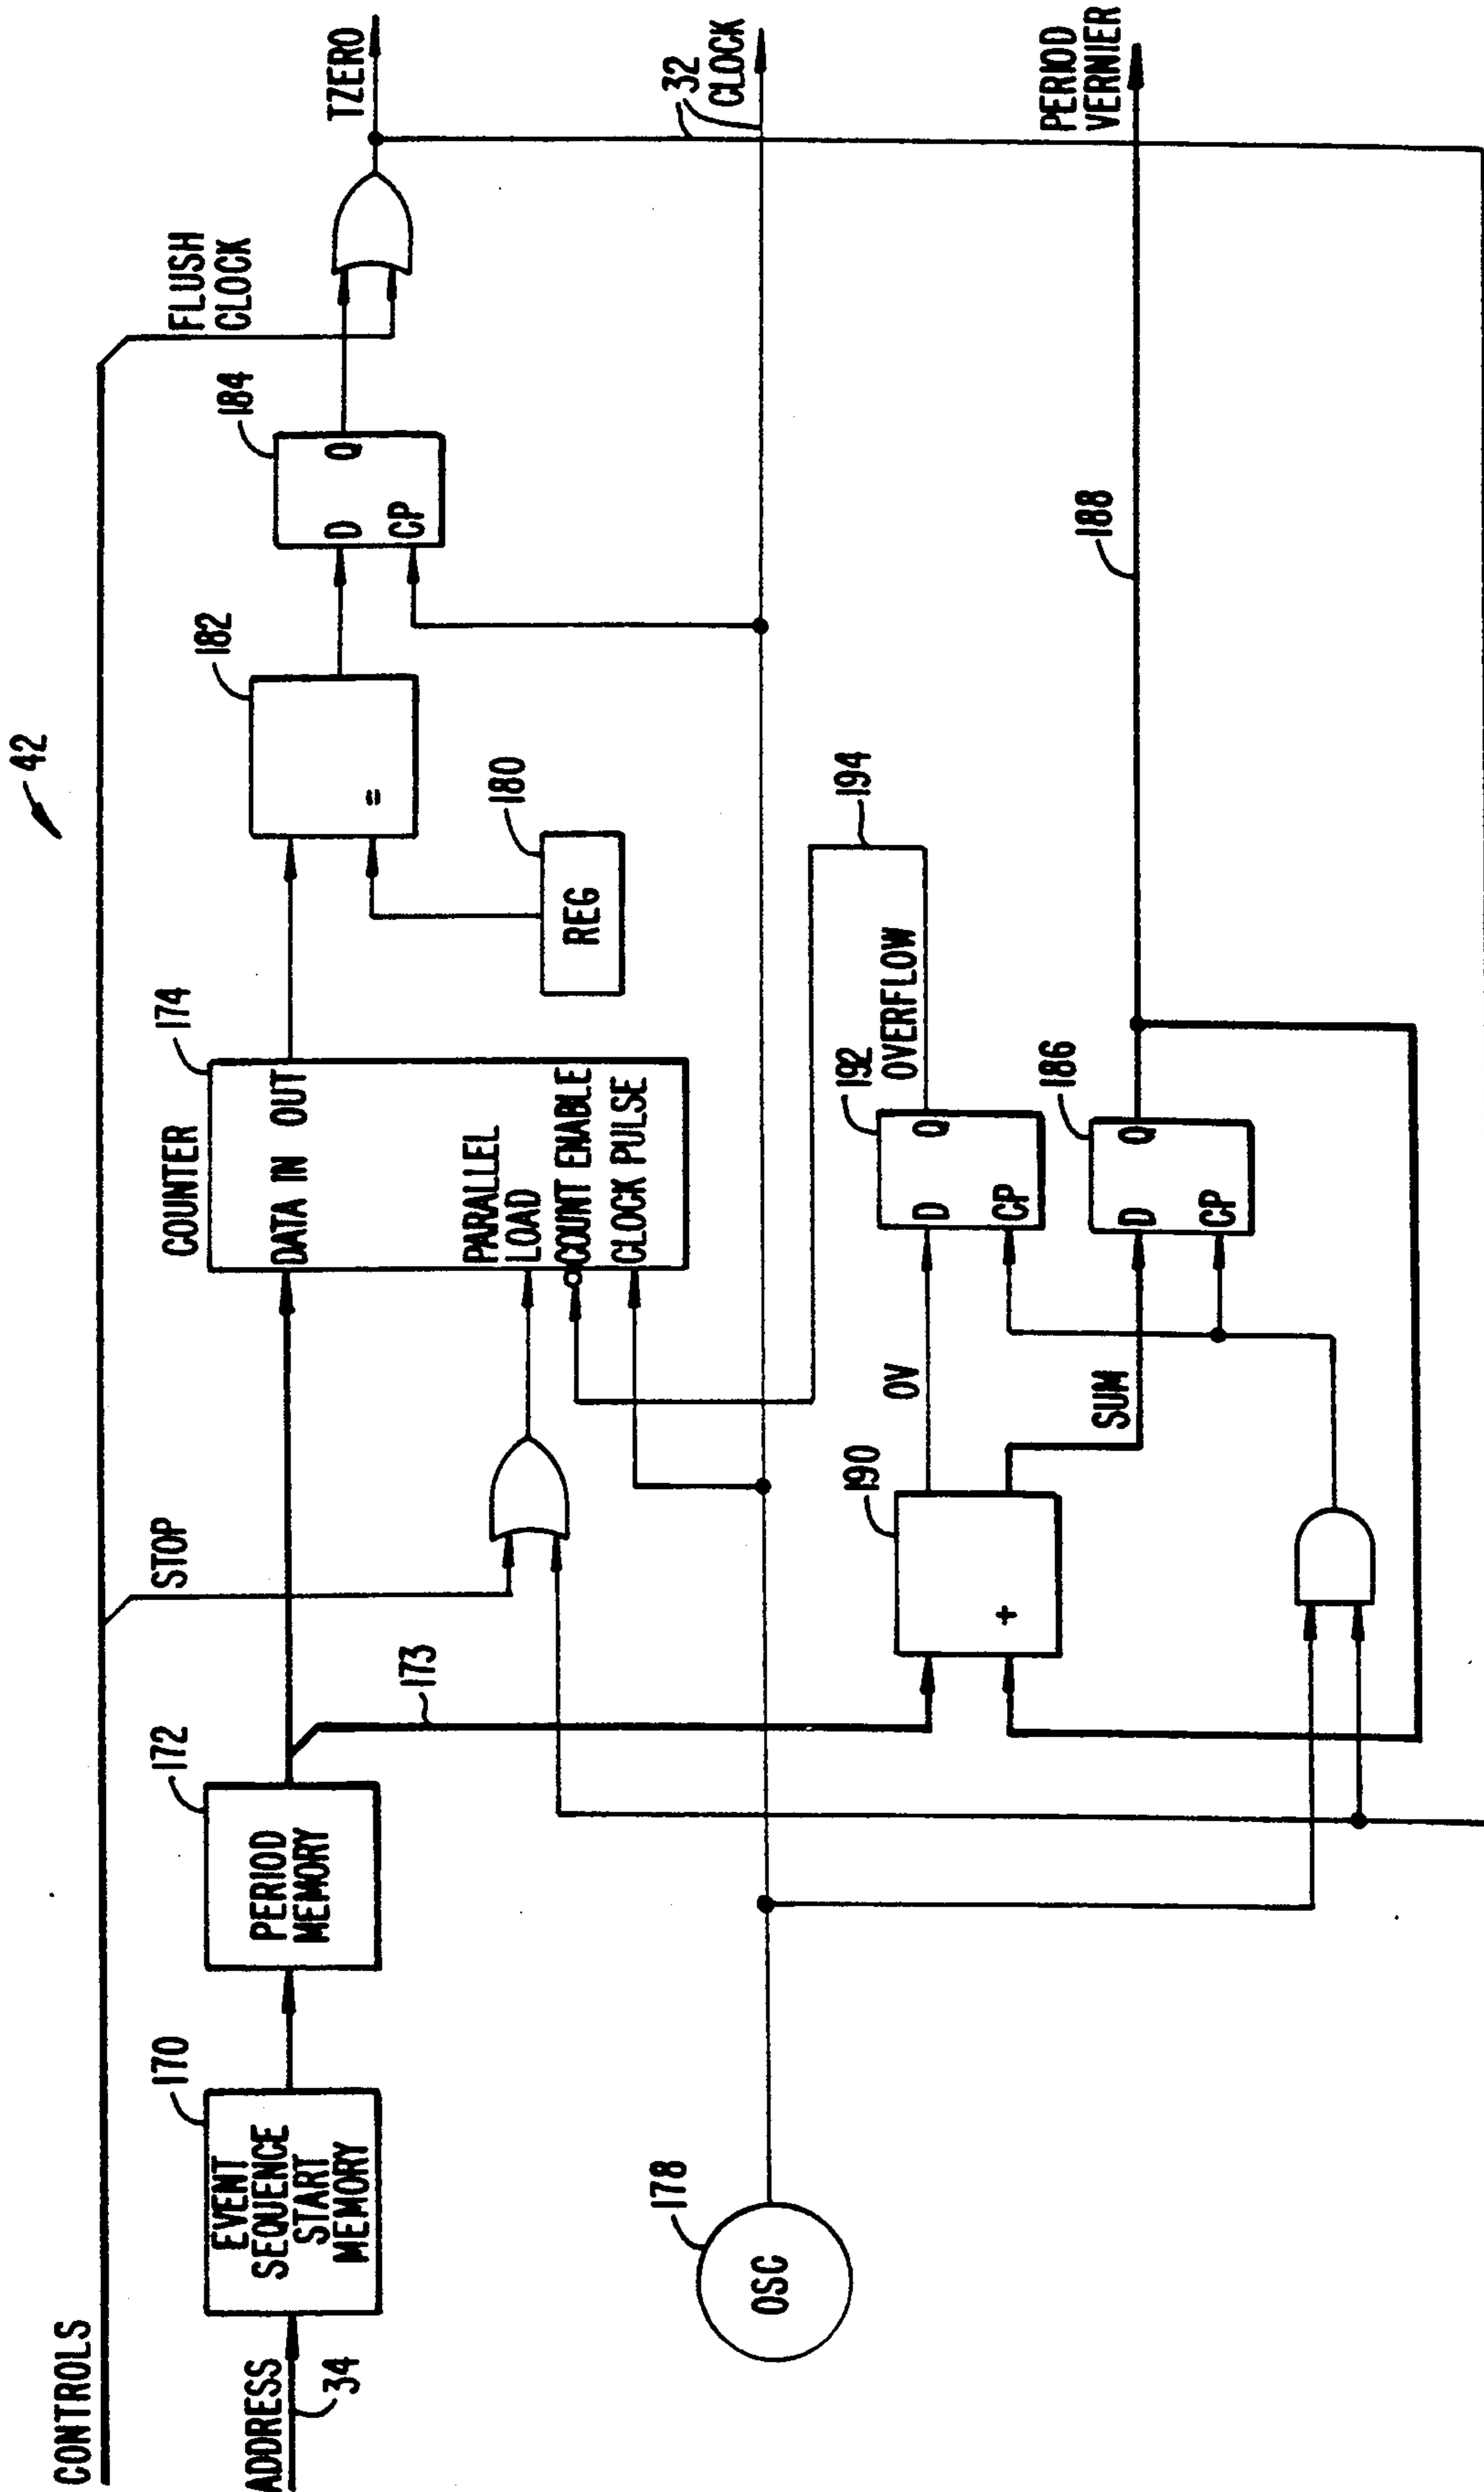 42
CONTROLS
ADDRESS
34
170
EVENT
SEQUENCE
START
MEMORY
172
PERIOD
MEMORY
173
STOP
COUNTER
174
DATA IN OUT
PARALLEL
LOAD
COUNT ENABLE
CLOCK PULSE
182
=
180
REG
184
D Q
CP
FLUSH
CLOCK
TZERO
32
CLOCK
178
OSC
190
+
OV
SUM
192
D Q
CP
OVERFLOW
194
186
D Q
CP
188
PERIOD
VERNIER